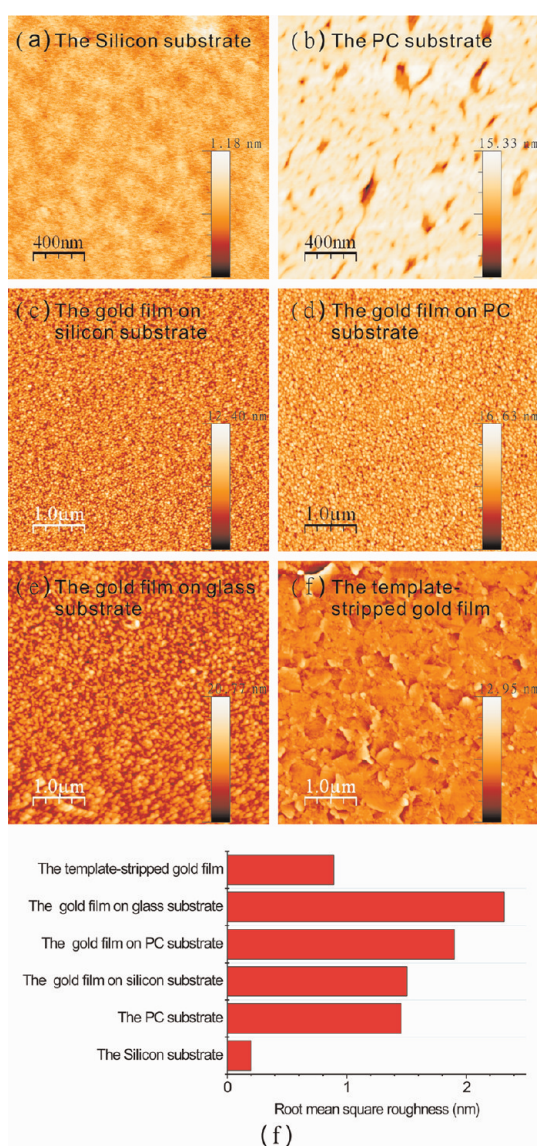 (a) The Silicon substrate
1.18 nm
400nm
(b) The PC substrate
15.33 nm
400nm
(c) The gold film on
silicon substrate
1.0μm
(d) The gold film on PC
substrate
1.0μm
(e) The gold film on glass
substrate
1.0μm
(f) The template-
stripped gold film
1.0μm
The template-stripped gold film
The gold film on glass substrate
The gold film on PC substrate
The gold film on silicon substrate
The PC substrate
The Silicon substrate
0 1 2
Root mean square roughness (nm)
(f)